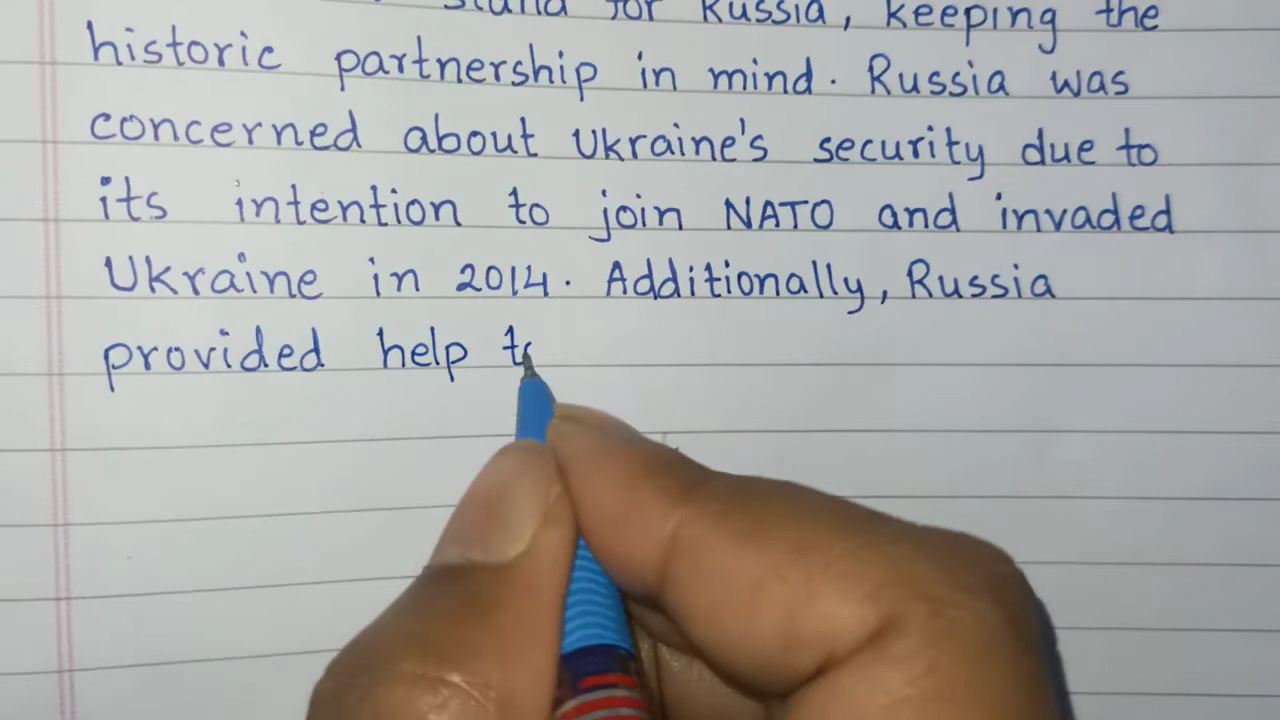 stand for Russia, keeping the
historic partnership in mind. Russia was
concerned about Ukraine's security due to
its intention to join NATO and invaded
Ukraine in 2014. Additionally, Russia
provided help to